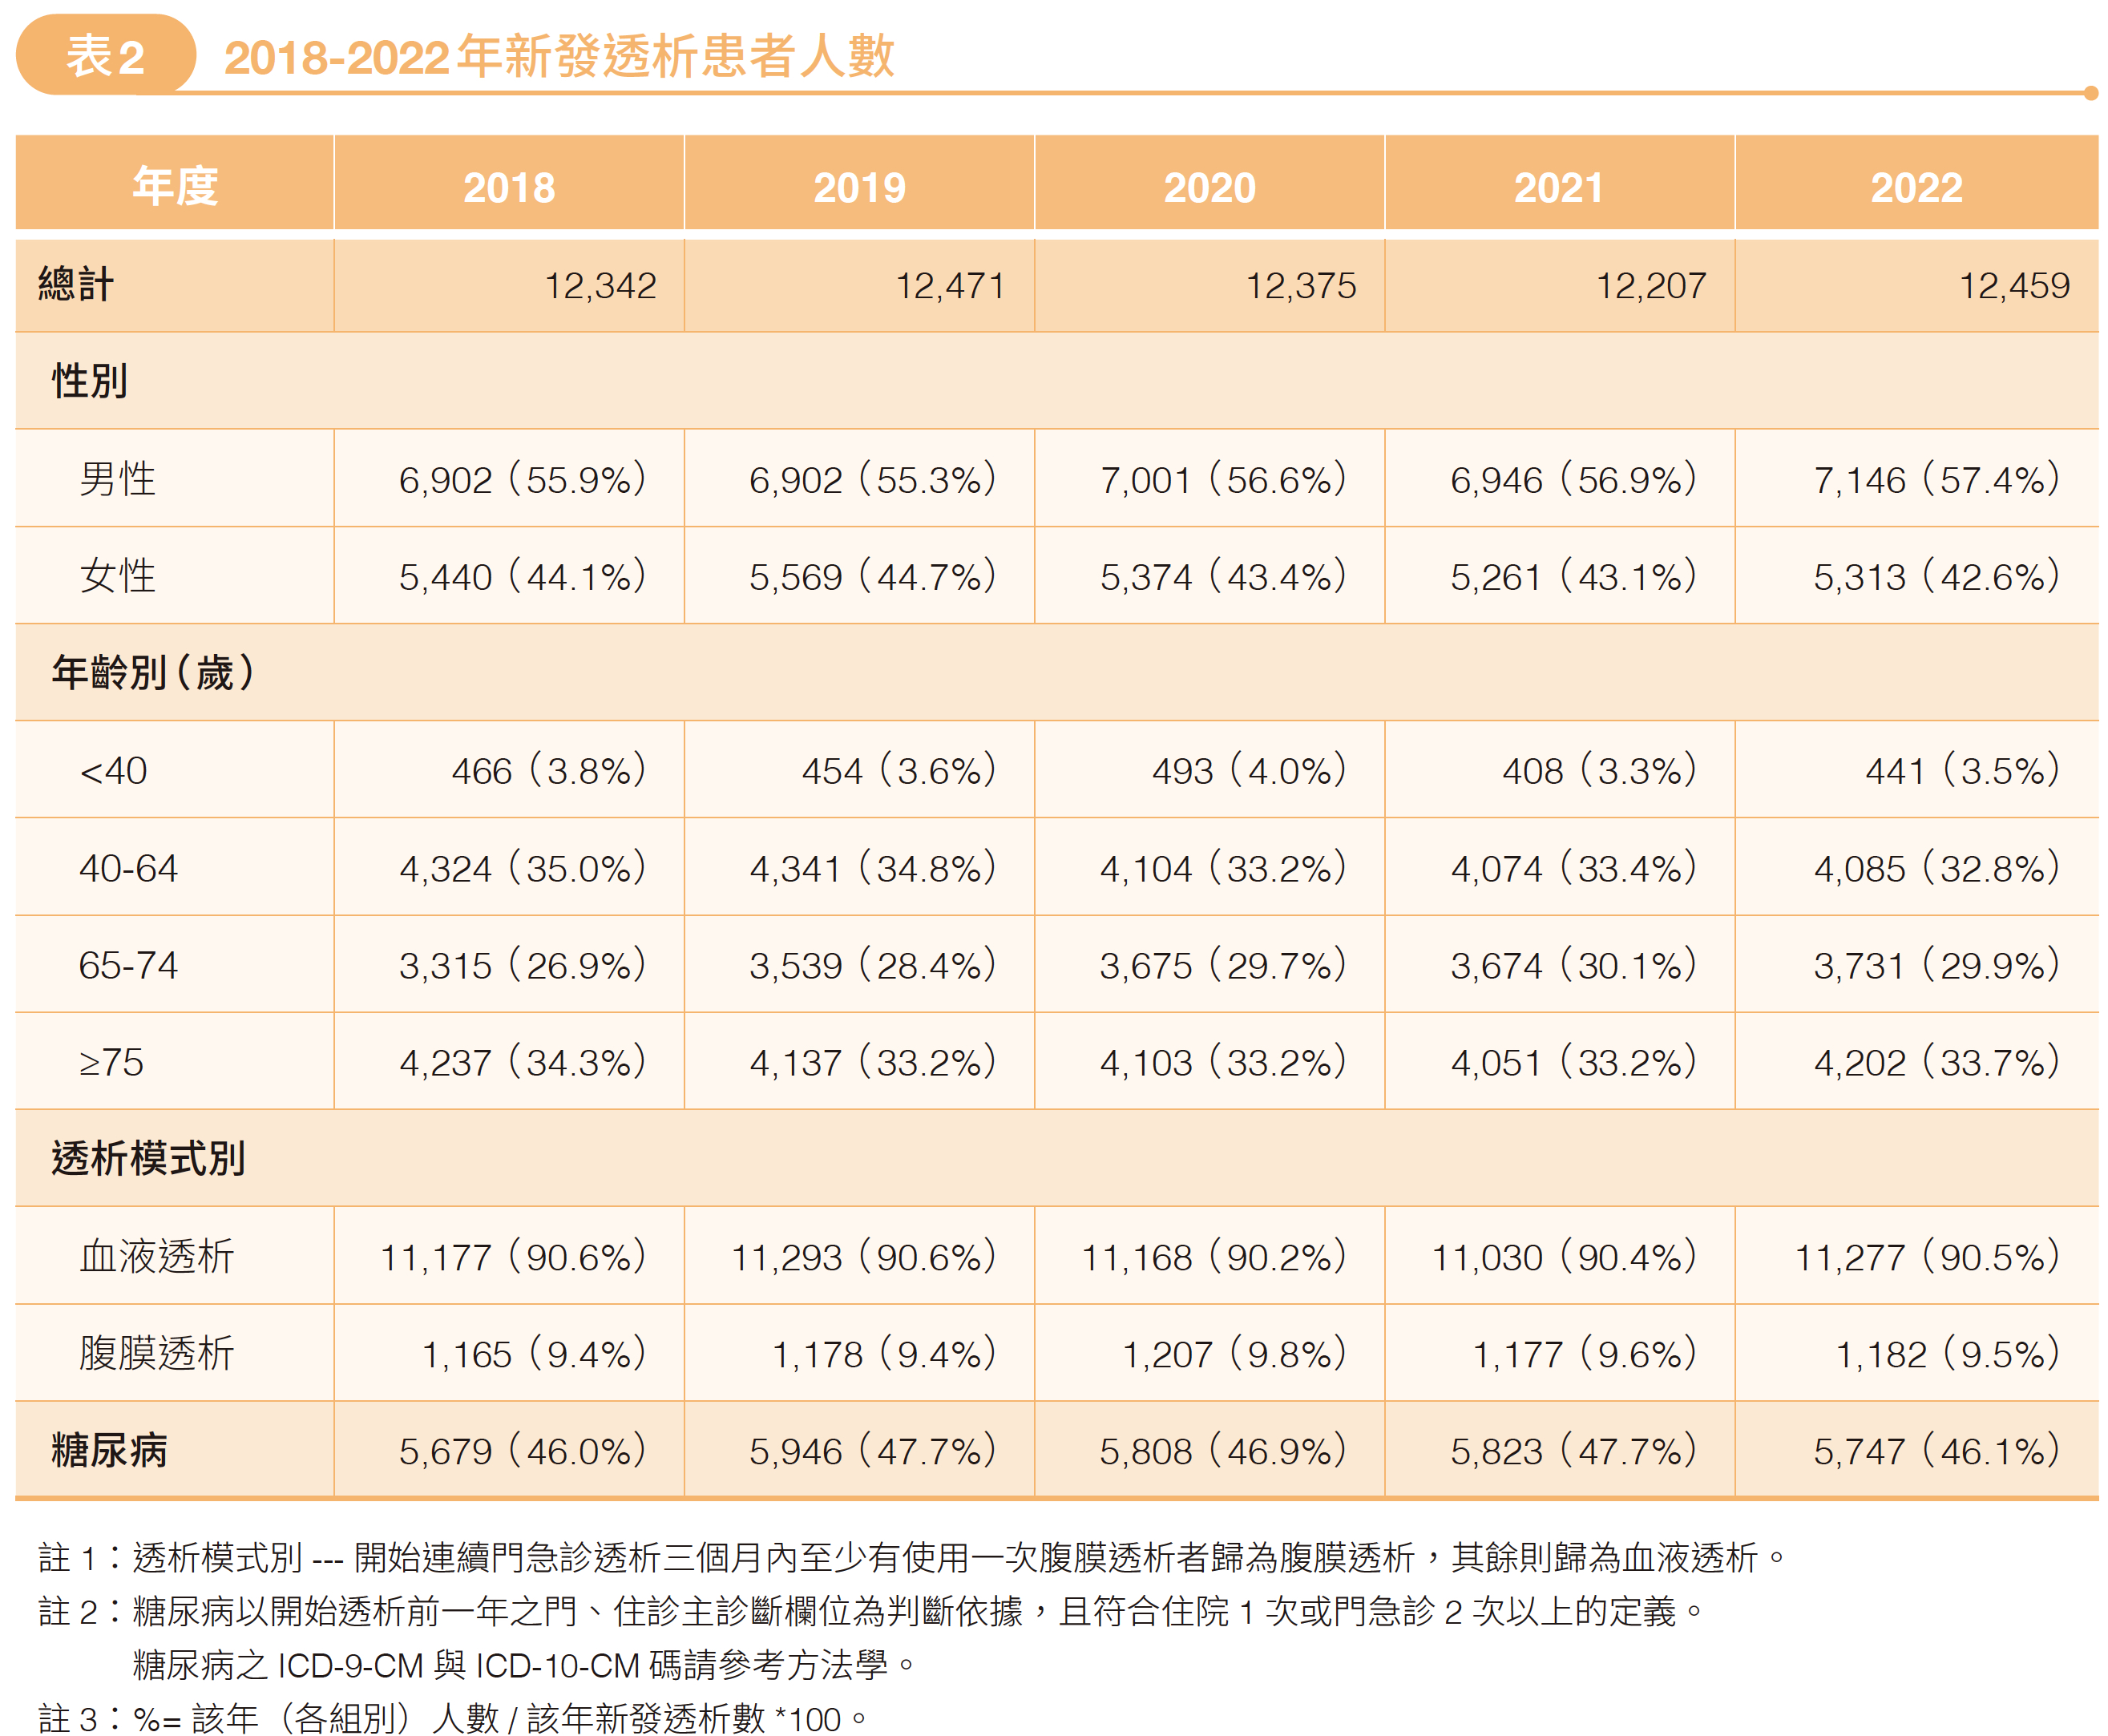 表2 2018-2022年新發透析患者人數
年度 2018 2019 2020 2021 2022
總計 12,342 12,471 12,375 12,207 12,459
性別
男性 6,902（55.9%） 6,902（55.3%） 7,001（56.6%） 6,946（56.9%） 7,146（57.4%）
女性 5,440（44.1%） 5,569（44.7%） 5,374（43.4%） 5,261（43.1%） 5,313（42.6%）
年齡別（歲）
<40 466（3.8%） 454（3.6%） 493（4.0%） 408（3.3%） 441（3.5%）
40-64 4,324（35.0%） 4,341（34.8%） 4,104（33.2%） 4,074（33.4%） 4,085（32.8%）
65-74 3,315（26.9%） 3,539（28.4%） 3,675（29.7%） 3,674（30.1%） 3,731（29.9%）
≥75 4,237（34.3%） 4,137（33.2%） 4,103（33.2%） 4,051（33.2%） 4,202（33.7%）
透析模式別
血液透析 11,177（90.6%） 11,293（90.6%） 11,168（90.2%） 11,030（90.4%） 11,277（90.5%）
腹膜透析 1,165（9.4%） 1,178（9.4%） 1,207（9.8%） 1,177（9.6%） 1,182（9.5%）
糖尿病 5,679（46.0%） 5,946（47.7%） 5,808（46.9%） 5,823（47.7%） 5,747（46.1%）
註 1：透析模式別 --- 開始連續門急診透析三個月內至少有使用一次腹膜透析者歸為腹膜透析，其餘則歸為血液透析。
註 2：糖尿病以開始透析前一年之門、住診主診斷欄位為判斷依據，且符合住院 1 次或門急診 2 次以上的定義。
糖尿病之 ICD-9-CM 與 ICD-10-CM 碼請參考方法學。
註 3：%= 該年（各組別）人數 / 該年新發透析數 *100。